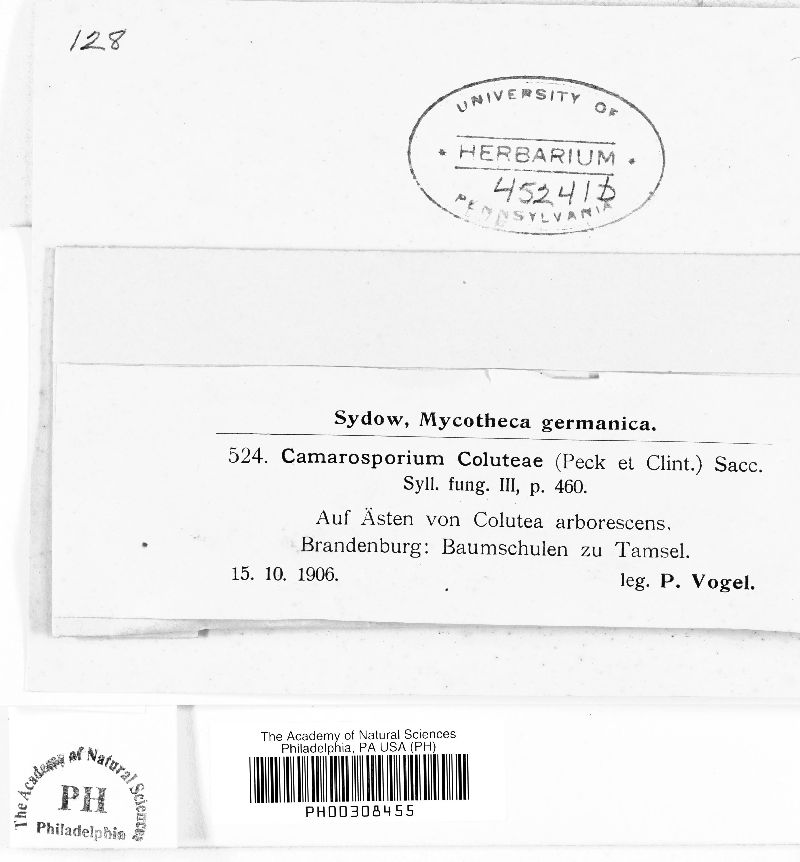 128
UNIVERSITY OF
* HERBARIUM *
45241b
PENNSYLVANIA
Sydow, Mycotheca germanica.
524. Camarosporium Coluteae (Peck et Clint.) Sacc.
Syll. fung. III, p. 460.
Auf Ästen von Colutea arborescens.
Brandenburg: Baumschulen zu Tamsel.
15. 10. 1906. leg. P. Vogel.
The Academy of Natural Sciences
PH
Philadelphia
The Academy of Natural Sciences
Philadelphia, PA USA (PH)
PH00308455